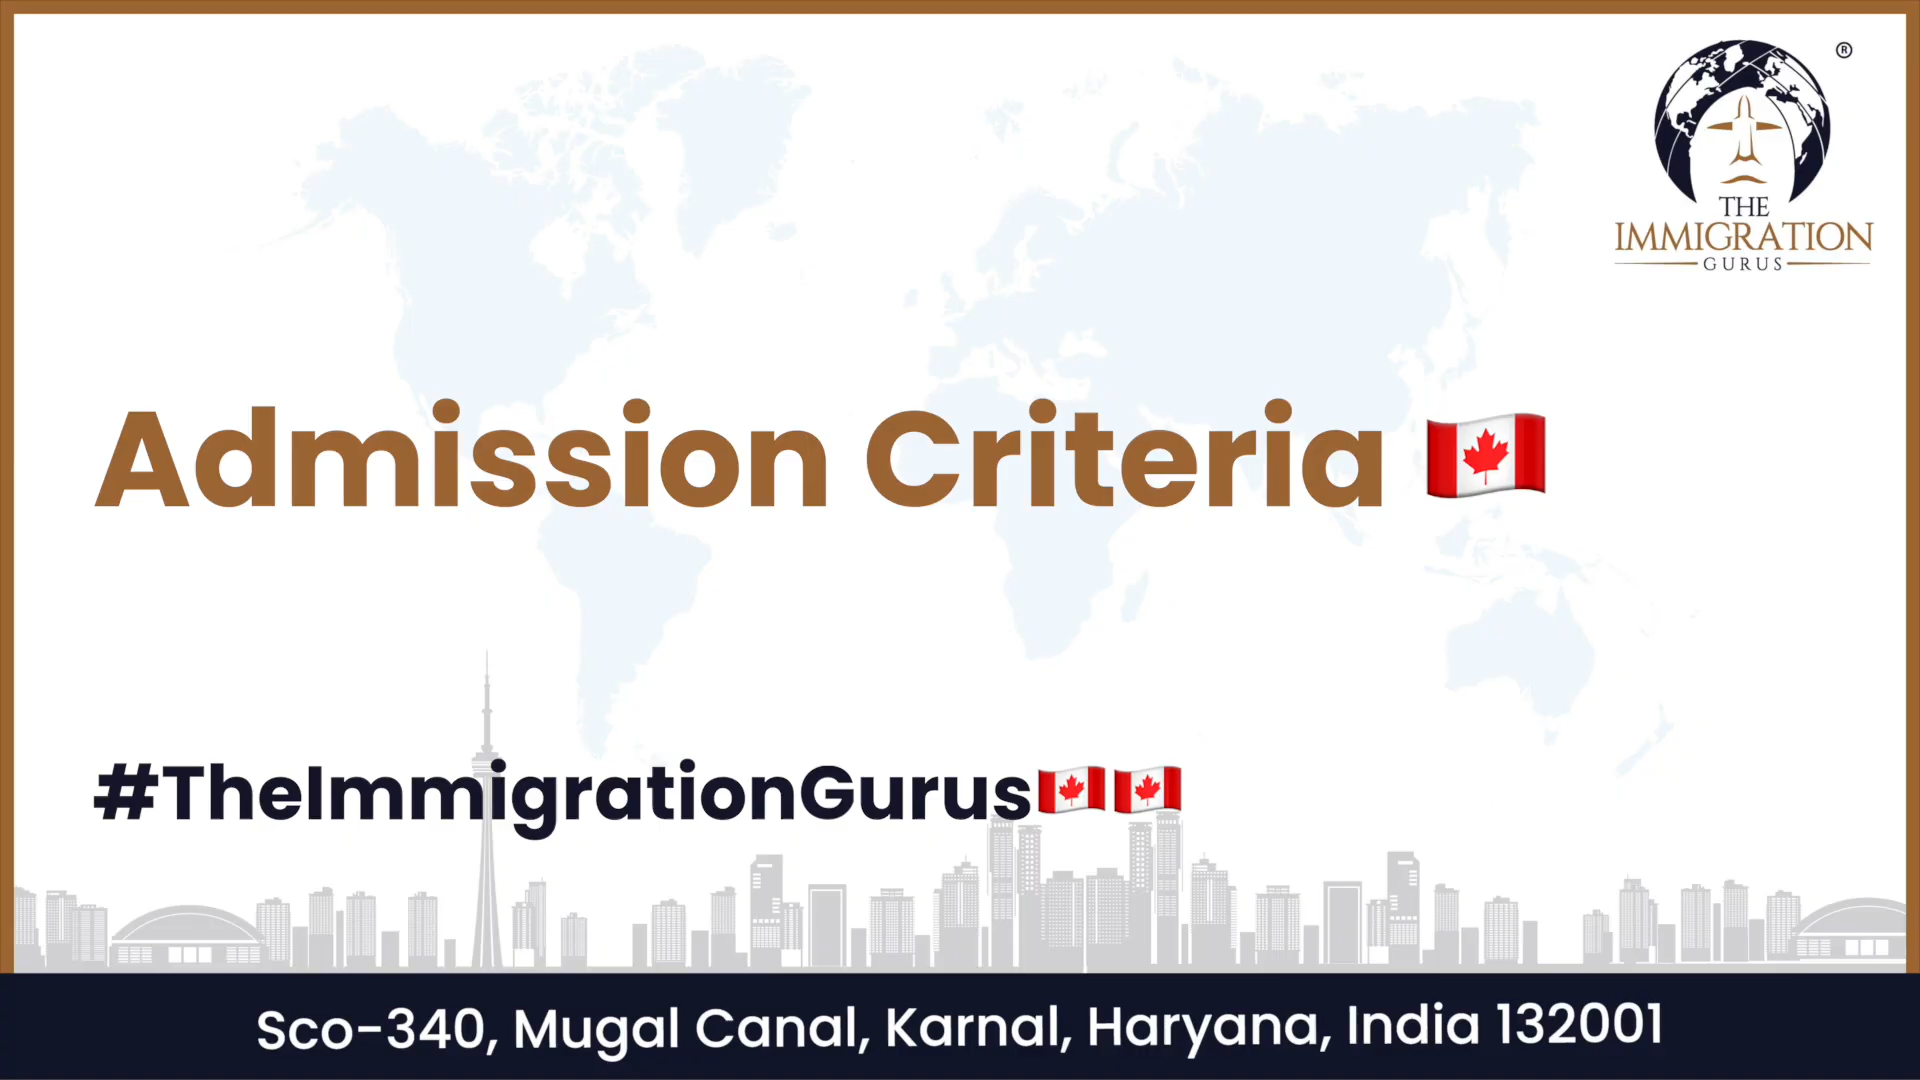 ®
THE
IMMIGRATION
GURUS
Admission Criteria 🇨🇦
#TheImmigrationGurus🇨🇦🇨🇦
Sco-340, Mugal Canal, Karnal, Haryana, India 132001